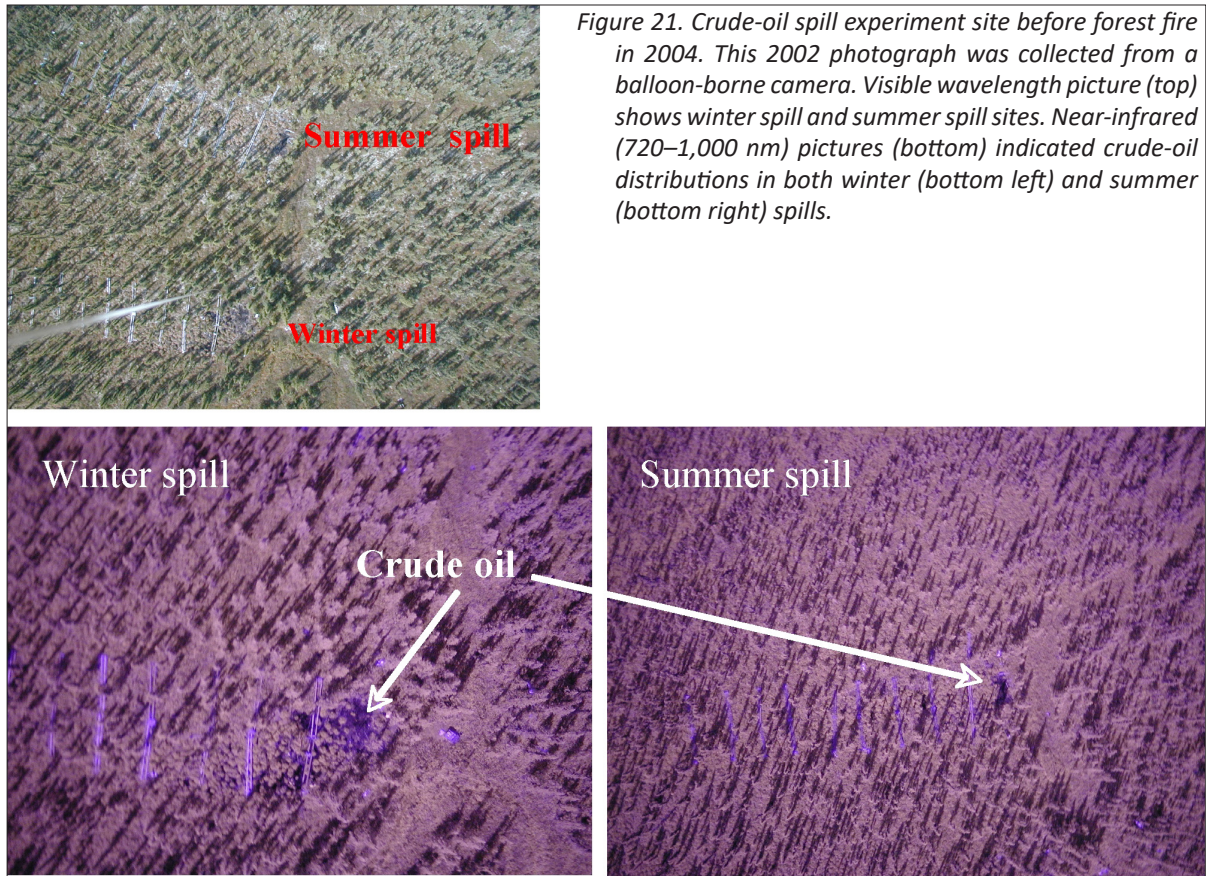 Figure 21. Crude-oil spill experiment site before forest fire
in 2004. This 2002 photograph was collected from a
balloon-borne camera. Visible wavelength picture (top)
shows winter spill and summer spill sites. Near-infrared
(720–1,000 nm) pictures (bottom) indicated crude-oil
distributions in both winter (bottom left) and summer
(bottom right) spills.
Summer spill
Winter spill
Winter spill
Summer spill
Crude oil